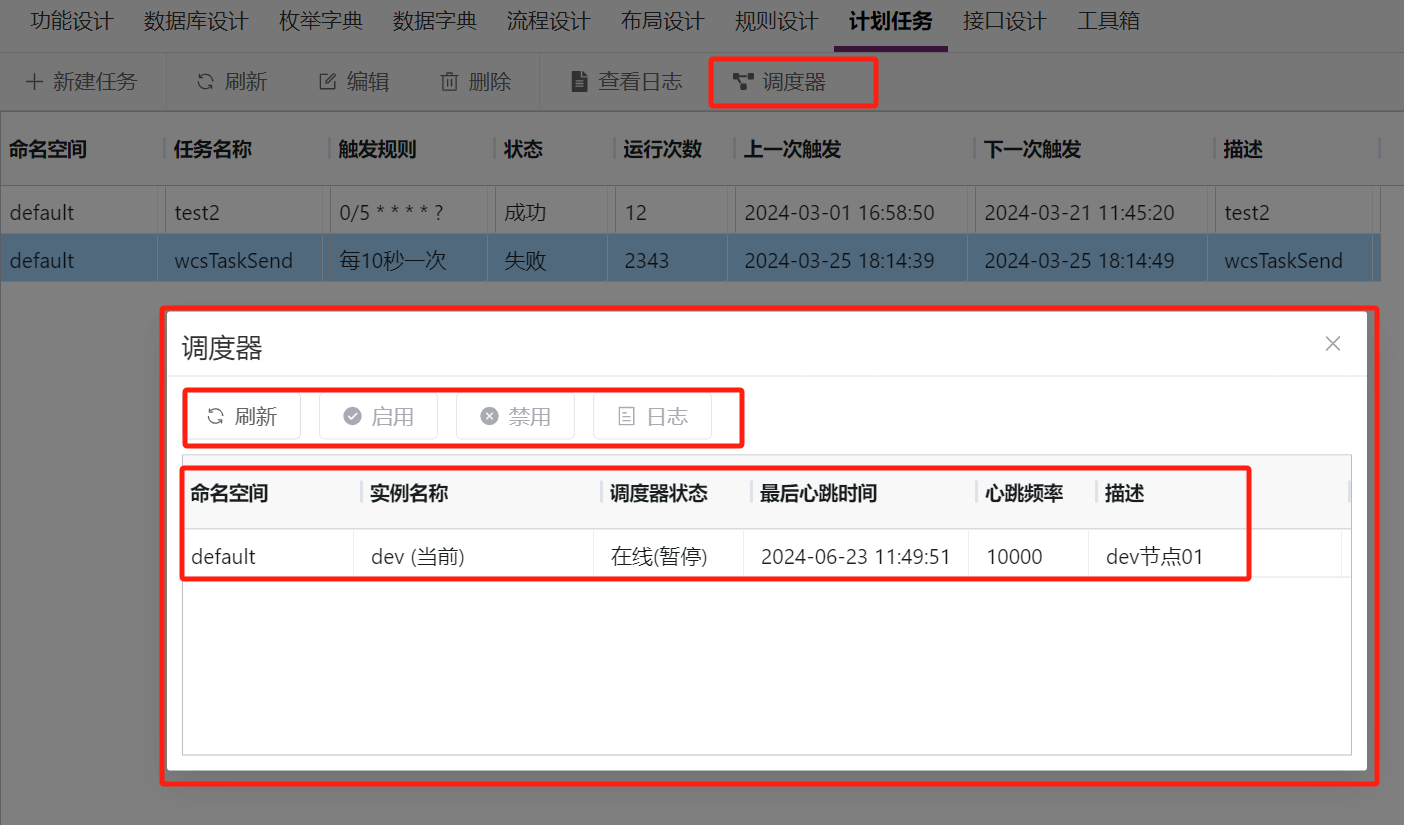 功能设计 数据库设计 枚举字典 数据字典 流程设计 布局设计 规则设计 计划任务 接口设计 工具箱
新建任务 刷新 编辑 删除 查看日志 调度器
命名空间 任务名称 触发规则 状态 运行次数 上一次触发 下一次触发 描述
default test2 0/5 * * * * ? 成功 12 2024-03-01 16:58:50 2024-03-21 11:45:20 test2
default wcsTaskSend 每10秒一次 失败 2343 2024-03-25 18:14:39 2024-03-25 18:14:49 wcsTaskSend
调度器
刷新 启用 禁用 日志
命名空间 实例名称 调度器状态 最后心跳时间 心跳频率 描述
default dev (当前) 在线(暂停) 2024-06-23 11:49:51 10000 dev节点01